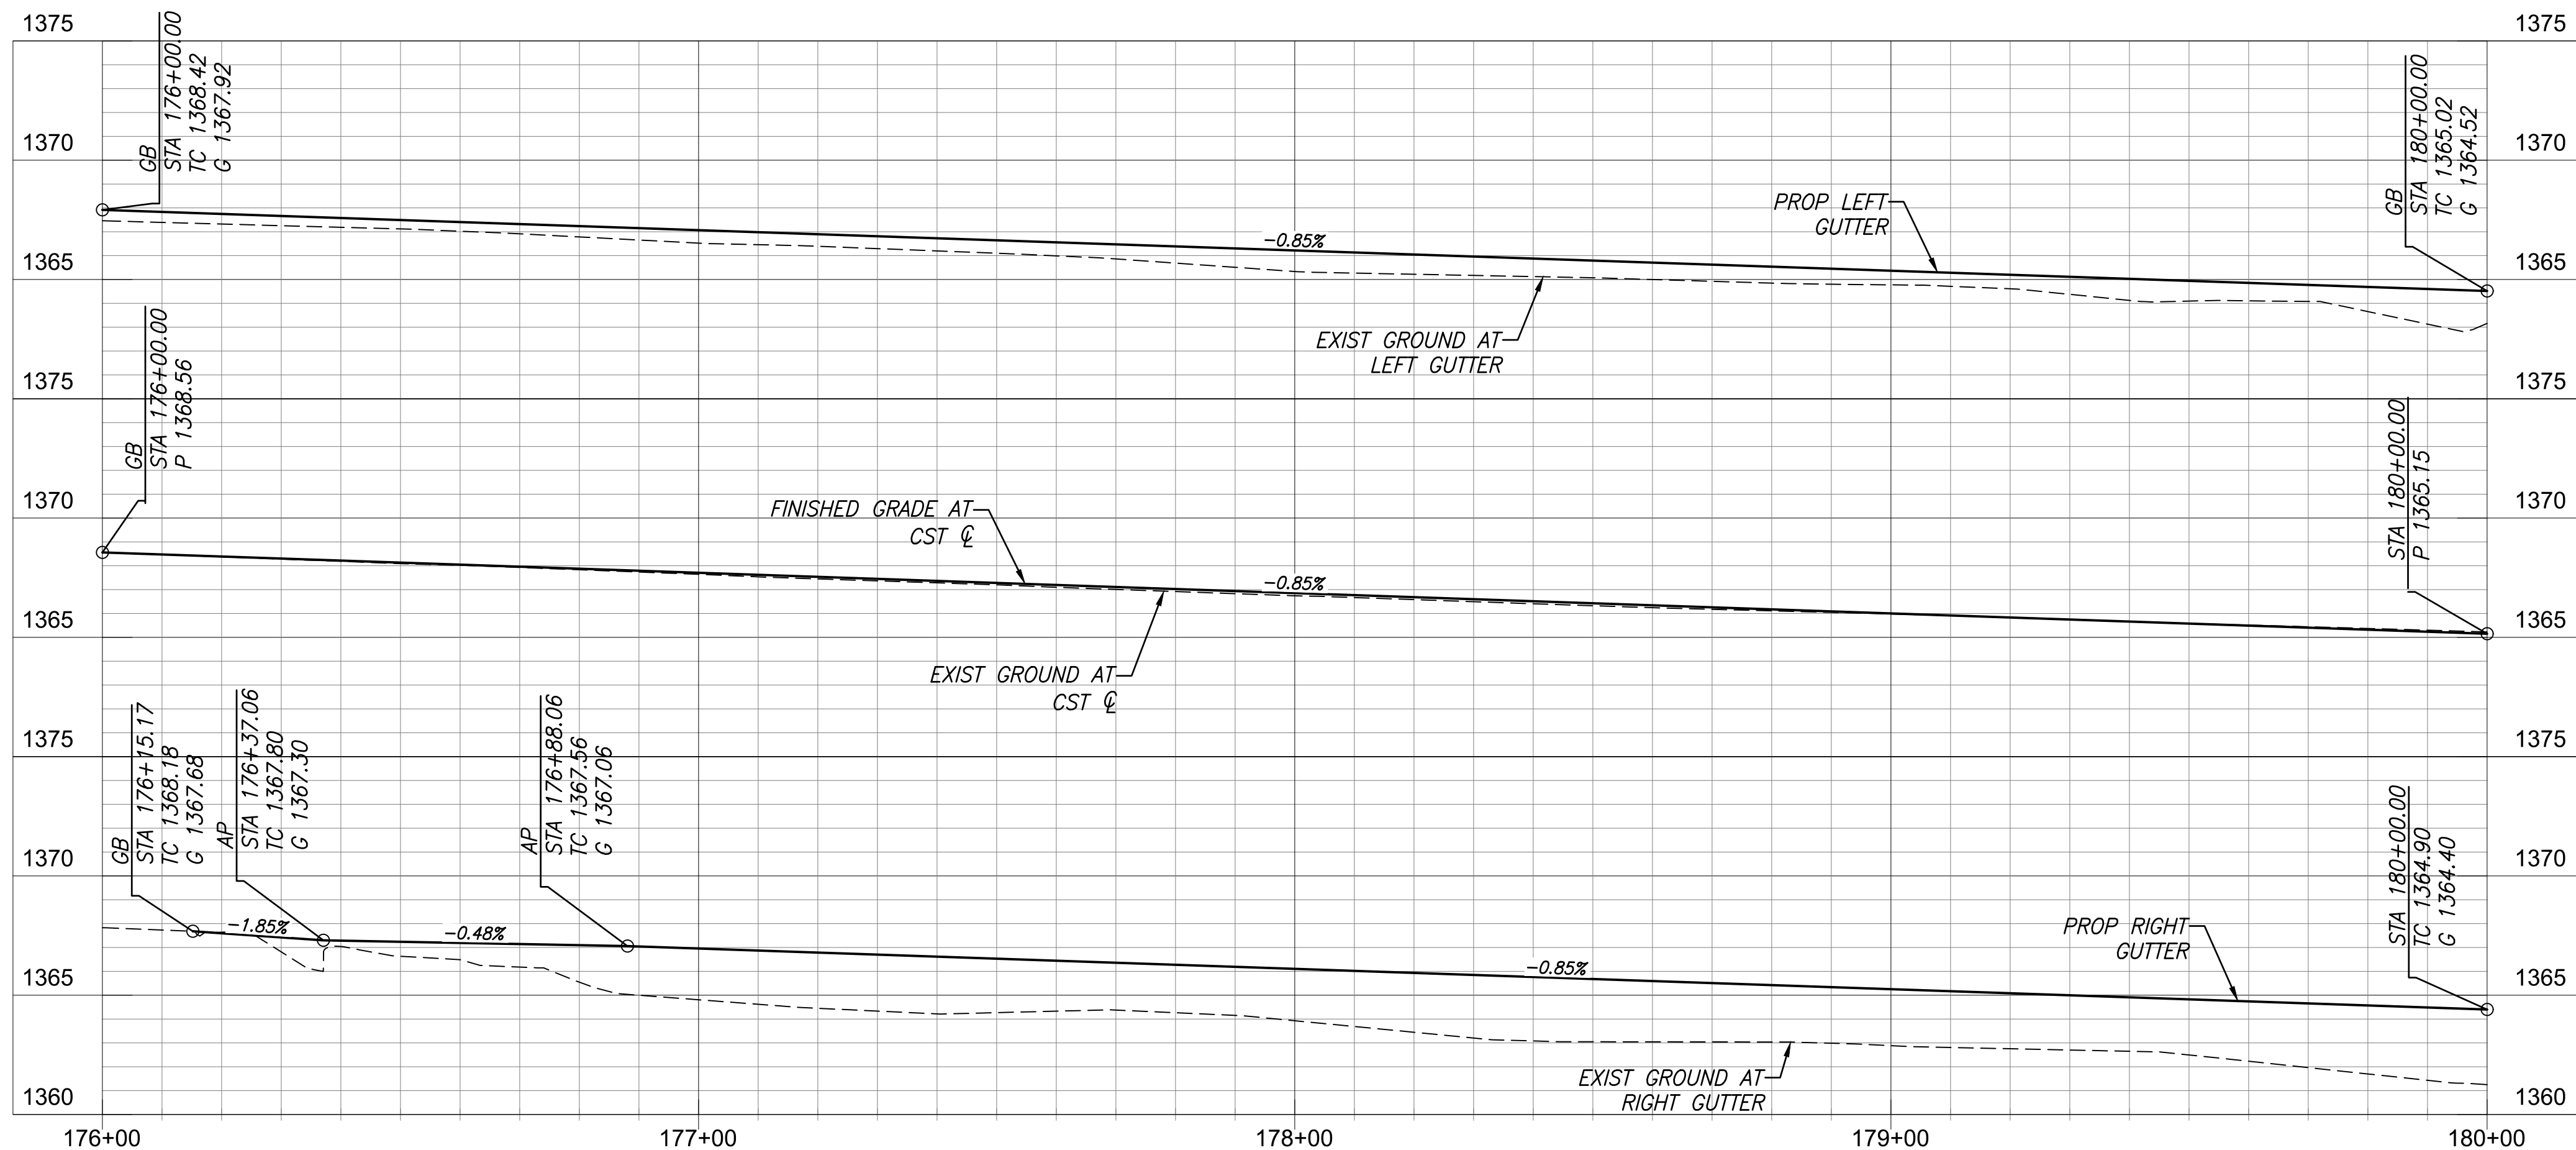 1375
1375
GB
STA 176+00.00
TC 1368.42
G 1367.92
GB
STA 180+00.00
TC 1365.02
G 1364.52
1370
1370
PROP LEFT
GUTTER
-0.85%
1365
1365
EXIST GROUND AT
LEFT GUTTER
1375
1375
GB
STA 176+00.00
P 1368.56
STA 180+00.00
P 1365.15
1370
1370
FINISHED GRADE AT
CST ℄
-0.85%
1365
1365
EXIST GROUND AT
CST ℄
1375
1375
GB
STA 176+15.17
TC 1368.18
G 1367.68
AP
STA 176+37.06
TC 1367.80
G 1367.30
AP
STA 176+88.06
TC 1367.56
G 1367.06
STA 180+00.00
TC 1364.90
G 1364.40
1370
1370
-1.85%
-0.48%
-0.85%
PROP RIGHT
GUTTER
1365
1365
EXIST GROUND AT
RIGHT GUTTER
1360
1360
176+00
177+00
178+00
179+00
180+00